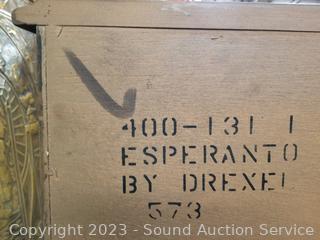 400-131 1
ESPERANTO
BY DREXEL
573
Copyright 2023 - Sound Auction Service